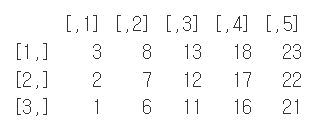 [,1] [,2] [,3] [,4] [,5]
[1,] 3 8 13 18 23
[2,] 2 7 12 17 22
[3,] 1 6 11 16 21